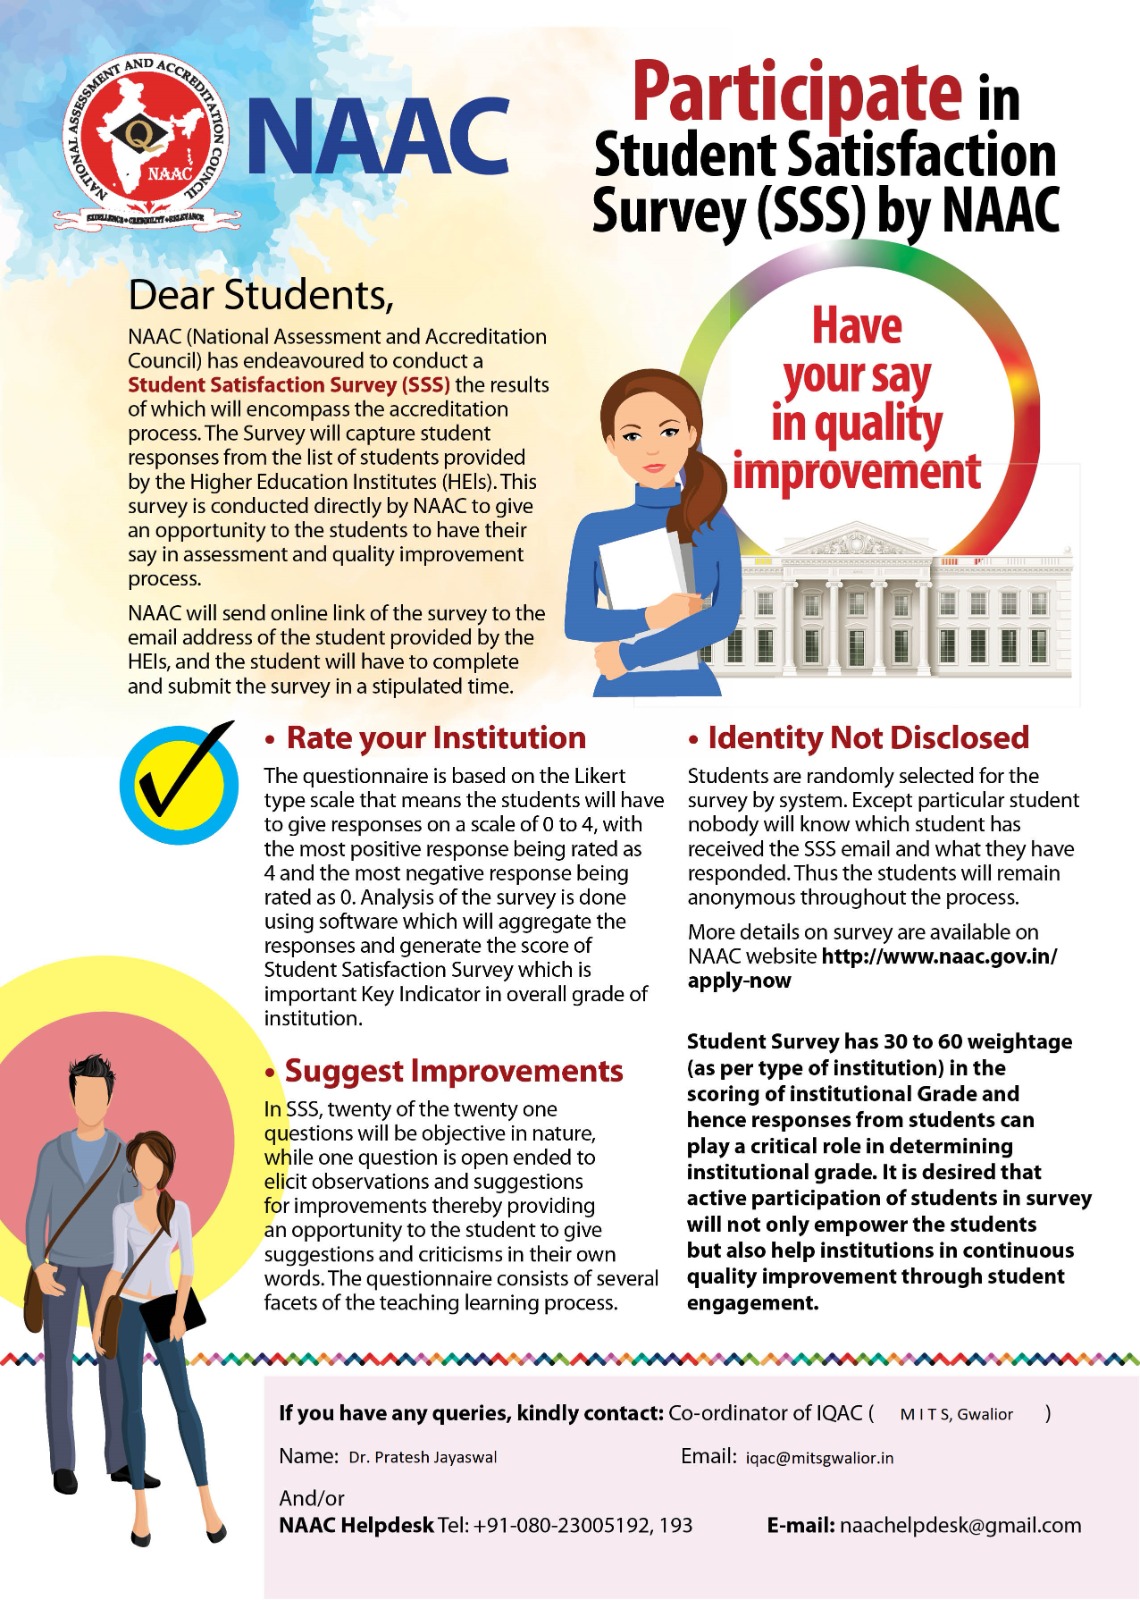 NATIONAL ASSESSMENT AND ACCREDITATION COUNCIL
Q
NAAC
EXCELLENCE • CREDIBILITY • RELEVANCE
NAAC
Participate in
Student Satisfaction
Survey (SSS) by NAAC
Have
your say
in quality
improvement
Dear Students,
NAAC (National Assessment and Accreditation
Council) has endeavoured to conduct a
Student Satisfaction Survey (SSS) the results
of which will encompass the accreditation
process. The Survey will capture student
responses from the list of students provided
by the Higher Education Institutes (HEIs). This
survey is conducted directly by NAAC to give
an opportunity to the students to have their
say in assessment and quality improvement
process.
NAAC will send online link of the survey to the
email address of the student provided by the
HEIs, and the student will have to complete
and submit the survey in a stipulated time.
• Rate your Institution
The questionnaire is based on the Likert
type scale that means the students will have
to give responses on a scale of 0 to 4, with
the most positive response being rated as
4 and the most negative response being
rated as 0. Analysis of the survey is done
using software which will aggregate the
responses and generate the score of
Student Satisfaction Survey which is
important Key Indicator in overall grade of
institution.
• Suggest Improvements
In SSS, twenty of the twenty one
questions will be objective in nature,
while one question is open ended to
elicit observations and suggestions
for improvements thereby providing
an opportunity to the student to give
suggestions and criticisms in their own
words. The questionnaire consists of several
facets of the teaching learning process.
• Identity Not Disclosed
Students are randomly selected for the
survey by system. Except particular student
nobody will know which student has
received the SSS email and what they have
responded. Thus the students will remain
anonymous throughout the process.
More details on survey are available on
NAAC website http://www.naac.gov.in/
apply-now
Student Survey has 30 to 60 weightage
(as per type of institution) in the
scoring of institutional Grade and
hence responses from students can
play a critical role in determining
institutional grade. It is desired that
active participation of students in survey
will not only empower the students
but also help institutions in continuous
quality improvement through student
engagement.
If you have any queries, kindly contact: Co-ordinator of IQAC ( M I T S, Gwalior )
Name: Dr. Pratesh Jayaswal Email: iqac@mitsgwalior.in
And/or
NAAC Helpdesk Tel: +91-080-23005192, 193 E-mail: naachelpdesk@gmail.com